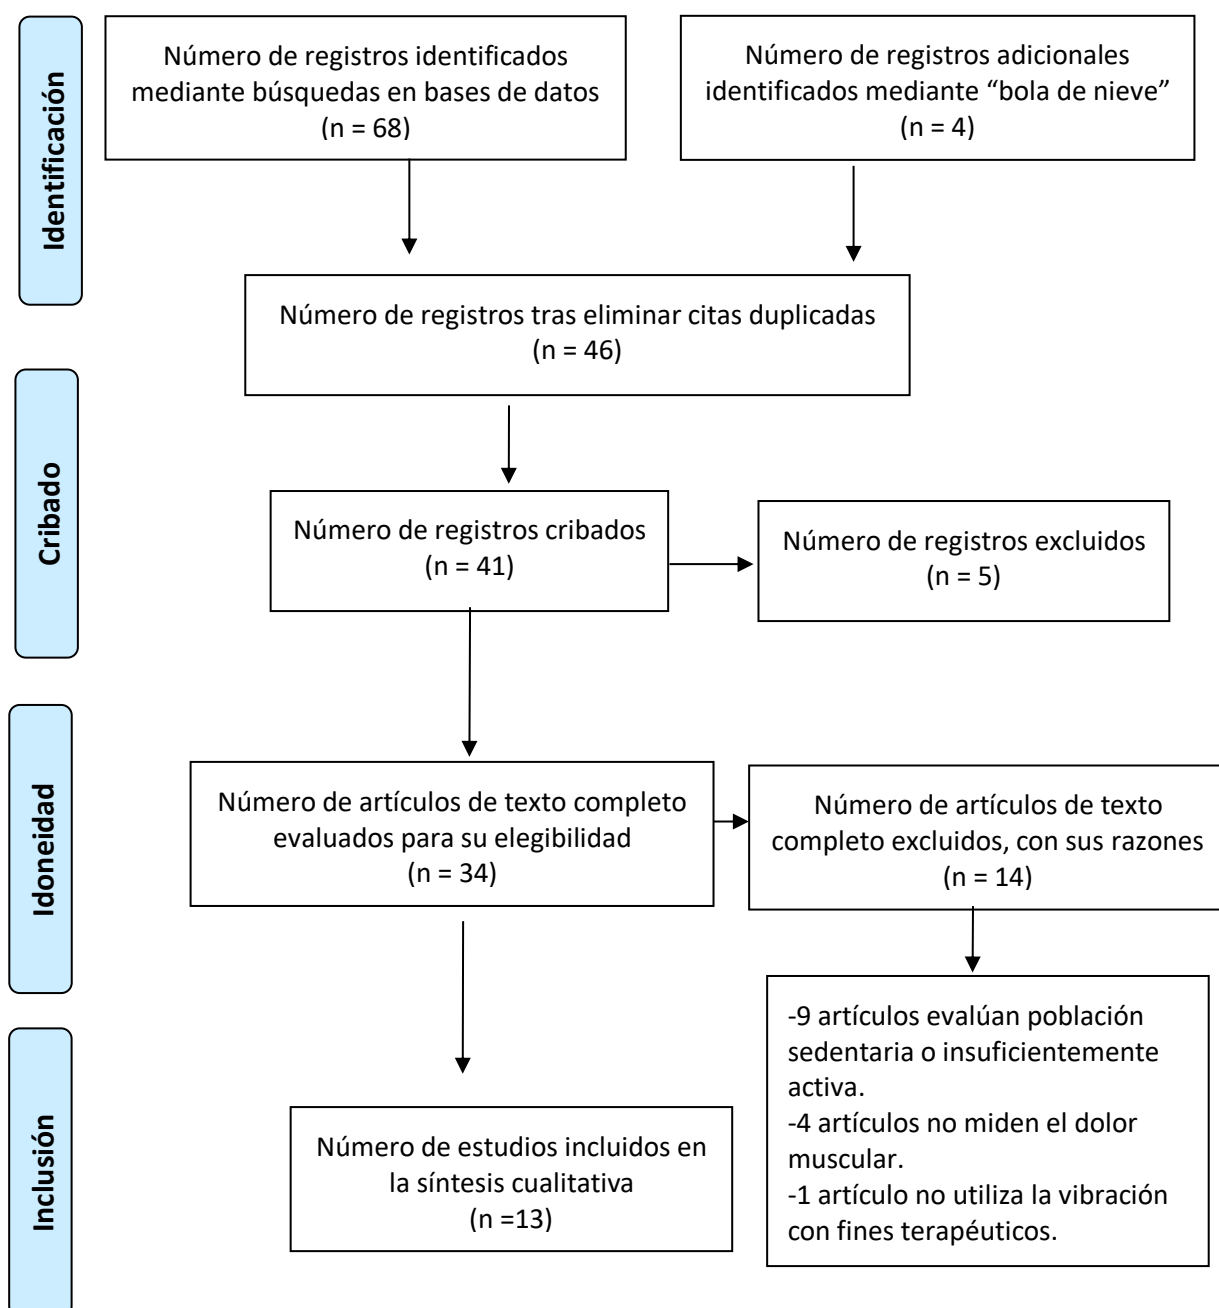 Identificación
Número de registros identificados
mediante búsquedas en bases de datos
(n = 68)
Número de registros adicionales
identificados mediante “bola de nieve”
(n = 4)
Número de registros tras eliminar citas duplicadas
(n = 46)
Cribado
Número de registros cribados
(n = 41)
Número de registros excluidos
(n = 5)
Idoneidad
Número de artículos de texto completo
evaluados para su elegibilidad
(n = 34)
Número de artículos de texto
completo excluidos, con sus razones
(n = 14)
-9 artículos evalúan población
sedentaria o insuficientemente
activa.
-4 artículos no miden el dolor
muscular.
-1 artículo no utiliza la vibración
con fines terapéuticos.
Inclusión
Número de estudios incluidos en
la síntesis cualitativa
(n =13)